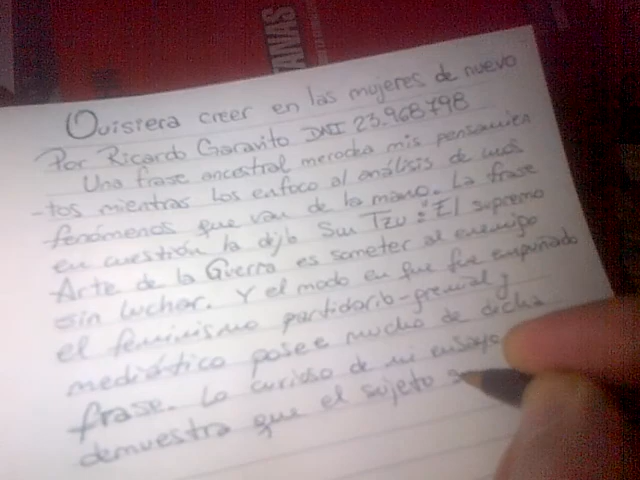 TANAS
Quisiera creer en las mujeres de nuevo
Por Ricardo Garavito DNI 23.968.798
Una frase ancestral merodea mis pensamien
-tos mientras los enfoco al análisis de unos
fenómenos que van de la mano. La frase
en cuestión la dijo Sun Tzu: "El supremo
Arte de la Guerra es someter al enemigo
sin luchar. Y el modo en que fue empuñado
el feminismo partidario-gremial y
mediático posee mucho de dicha
frase. Lo curioso de mi ensayo
demuestra que el sujeto